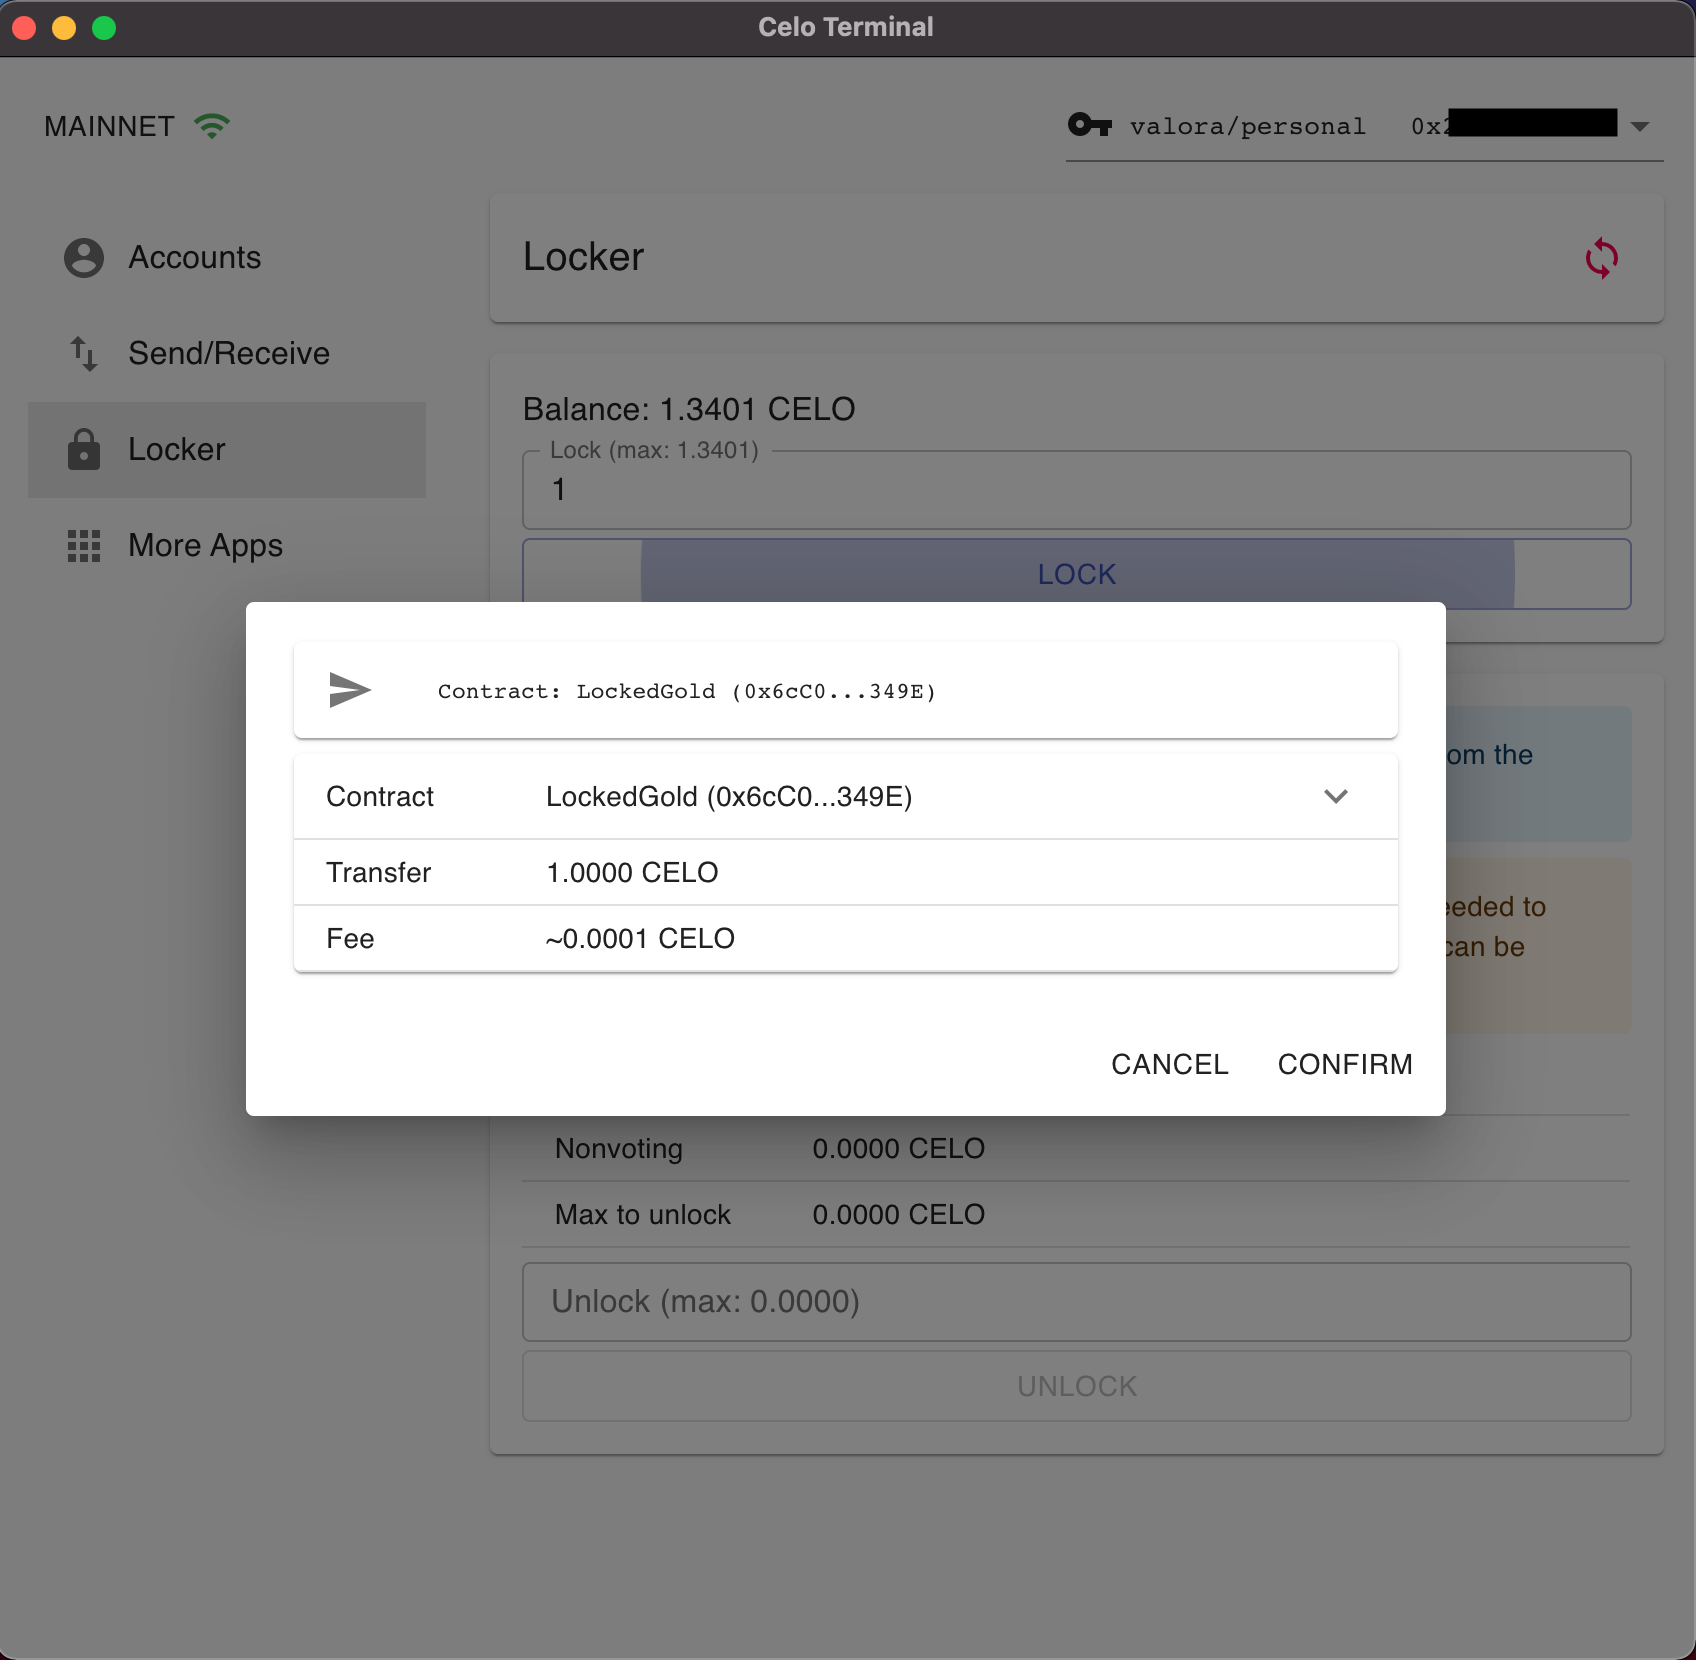 Celo Terminal
MAINNET
valora/personal 0x2
Accounts
Send/Receive
Locker
More Apps
Locker
Balance: 1.3401 CELO
Lock (max: 1.3401)
1
LOCK
om the
eeded to
can be
Contract: LockedGold (0x6cC0...349E)
Contract LockedGold (0x6cC0...349E)
Transfer 1.0000 CELO
Fee ~0.0001 CELO
CANCEL CONFIRM
Nonvoting 0.0000 CELO
Max to unlock 0.0000 CELO
Unlock (max: 0.0000)
UNLOCK